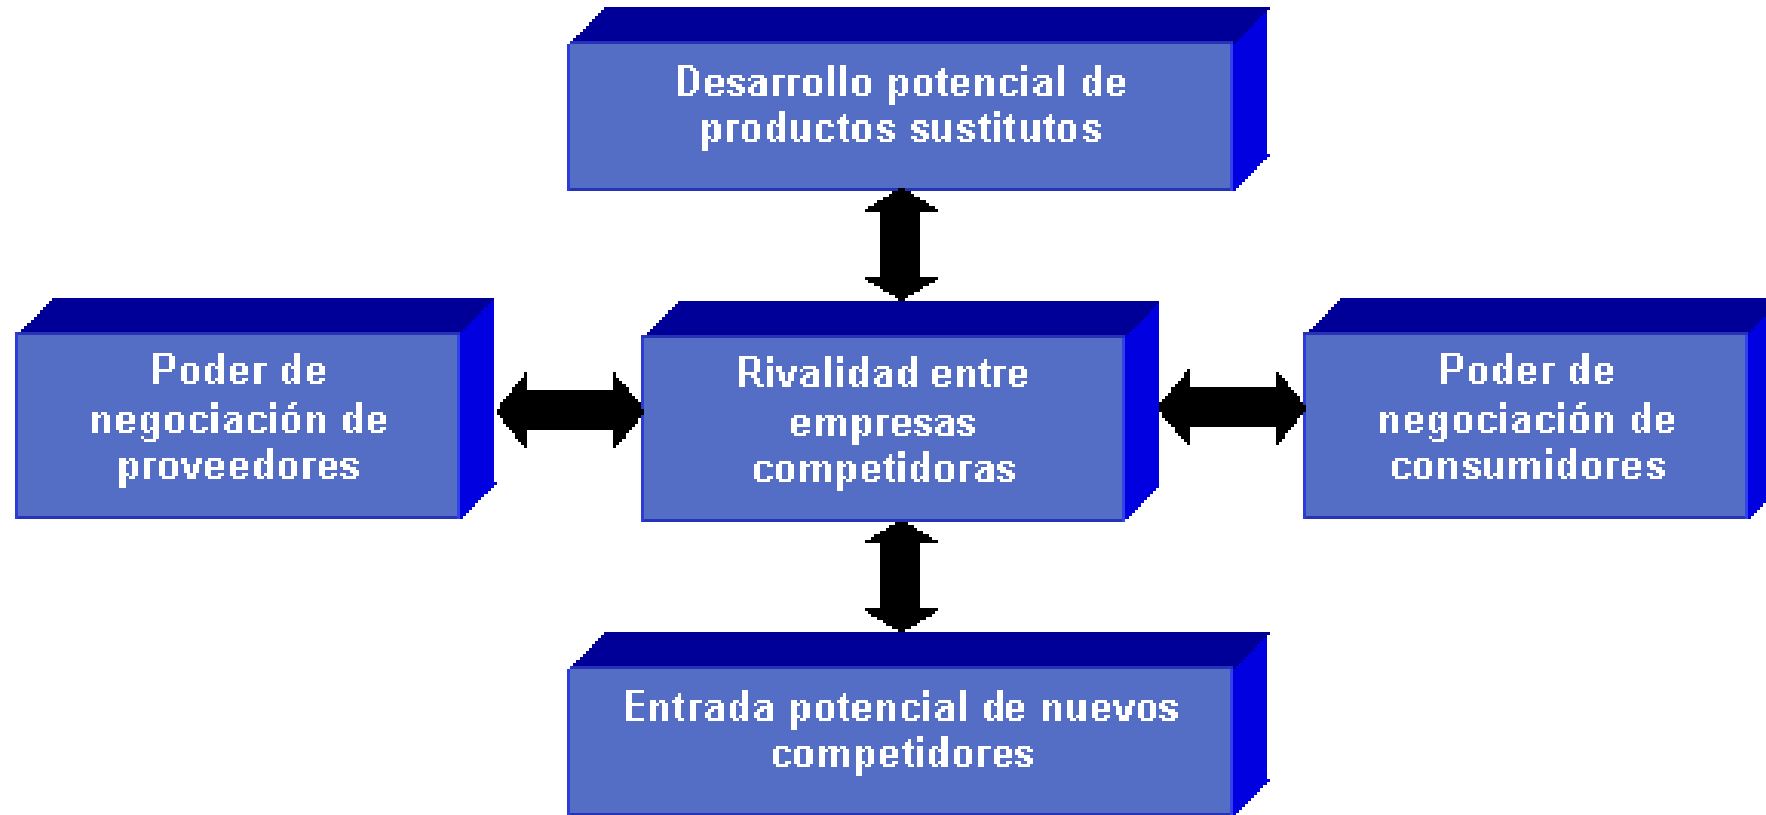 Desarrollo potencial de
productos sustitutos
Poder de
negociación de
proveedores
Rivalidad entre
empresas
competidoras
Poder de
negociación de
consumidores
Entrada potencial de nuevos
competidores